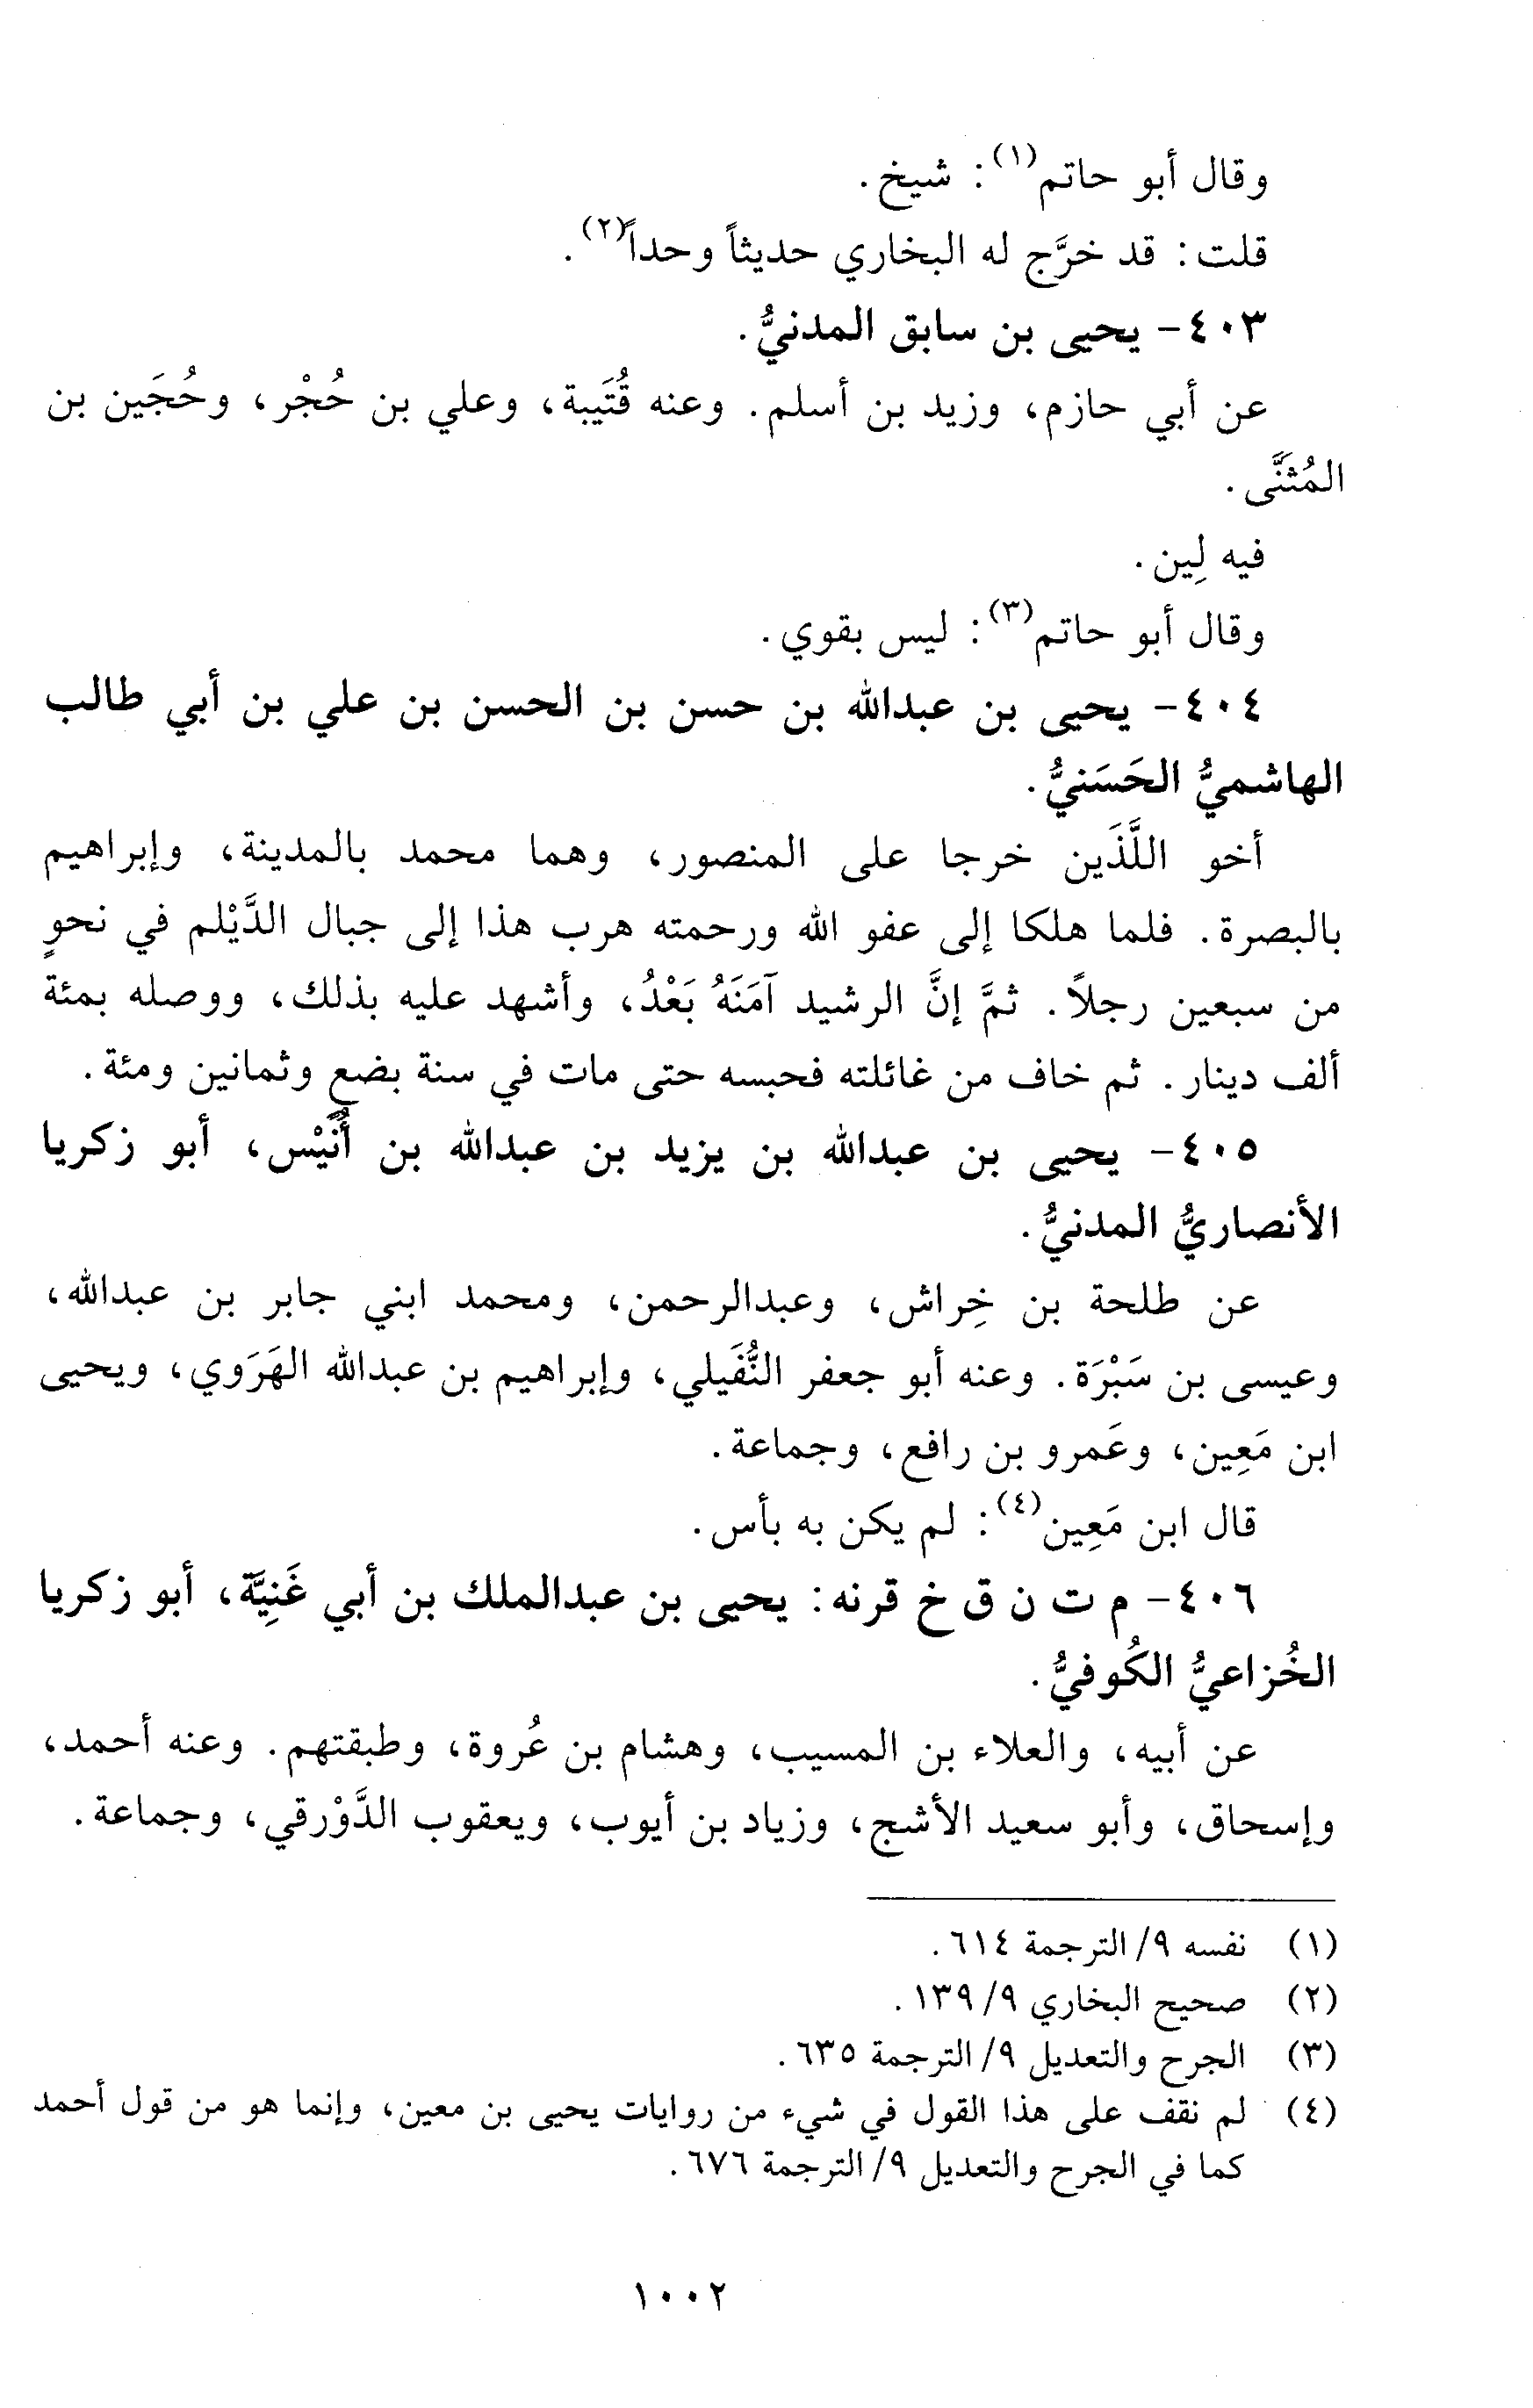 وقال أبو حاتم(١): شيخ.
قلت: قد خرَّج له البخاري حديثاً وحداً(٢).
٤٠٣- يحيى بن سابق المدنيُّ.
عن أبي حازم، وزيد بن أسلم. وعنه قُتَيبة، وعلي بن حُجْر، وحُجَين بن
المُثنَّى.
فيه لِين.
وقال أبو حاتم(٣): ليس بقوي.
٤٠٤- يحيى بن عبدالله بن حسن بن الحسن بن علي بن أبي طالب
الهاشميُّ الحَسَنيُّ.
أخو اللَّذَين خرجا على المنصور، وهما محمد بالمدينة، وإبراهيم
بالبصرة. فلما هلكا إلى عفو الله ورحمته هرب هذا إلى جبال الدَّيْلم في نحوٍ
من سبعين رجلاً. ثمَّ إنَّ الرشيد آمَنَهُ بَعْدُ، وأشهد عليه بذلك، ووصله بمئة
ألف دينار. ثم خاف من غائلته فحبسه حتى مات في سنة بضع وثمانين ومئة.
٤٠٥- يحيى بن عبدالله بن يزيد بن عبدالله بن أُنَيْس، أبو زكريا
الأنصاريُّ المدنيُّ.
عن طلحة بن خِراش، وعبدالرحمن، ومحمد ابني جابر بن عبدالله،
وعيسى بن سَبْرَة. وعنه أبو جعفر النُّفَيلي، وإبراهيم بن عبدالله الهَرَوي، ويحيى
ابن مَعِين، وعَمرو بن رافع، وجماعة.
قال ابن مَعِين(٤): لم يكن به بأس.
٤٠٦- م ت ن ق خ قرنه: يحيى بن عبدالملك بن أبي غَنِيَّة، أبو زكريا
الخُزاعيُّ الكُوفيُّ.
عن أبيه، والعلاء بن المسيب، وهشام بن عُروة، وطبقتهم. وعنه أحمد،
وإسحاق، وأبو سعيد الأشج، وزياد بن أيوب، ويعقوب الدَّوْرقي، وجماعة.
(١) نفسه ٩/ الترجمة ٦١٤.
(٢) صحيح البخاري ٩/ ١٣٩.
(٣) الجرح والتعديل ٩/ الترجمة ٦٣٥.
(٤) لم نقف على هذا القول في شيء من روايات يحيى بن معين، وإنما هو من قول أحمد
كما في الجرح والتعديل ٩/ الترجمة ٦٧٦.
١٠٠٢